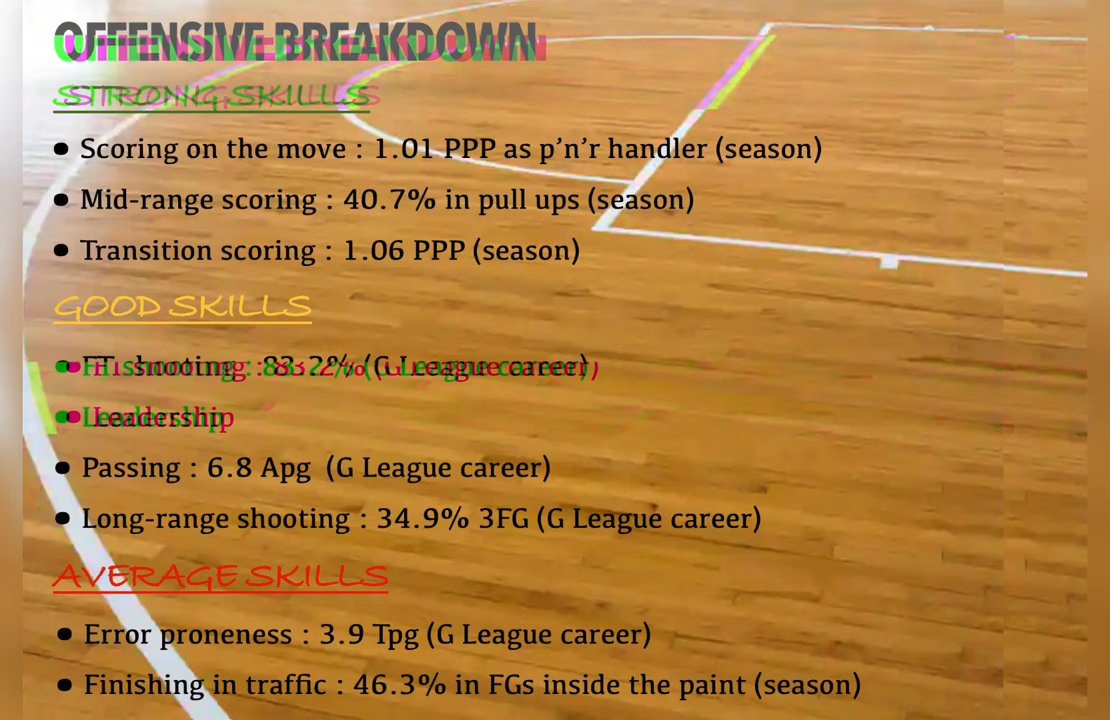 OFFENSIVE BREAKDOWN
STRONG SKILLS
• Scoring on the move : 1.01 PPP as p’n’r handler (season)
• Mid-range scoring : 40.7% in pull ups (season)
• Transition scoring : 1.06 PPP (season)
GOOD SKILLS
• FT shooting : 83.2% (G League career)
• Leadership
• Passing : 6.8 Apg (G League career)
• Long-range shooting : 34.9% 3FG (G League career)
AVERAGE SKILLS
• Error proneness : 3.9 Tpg (G League career)
• Finishing in traffic : 46.3% in FGs inside the paint (season)